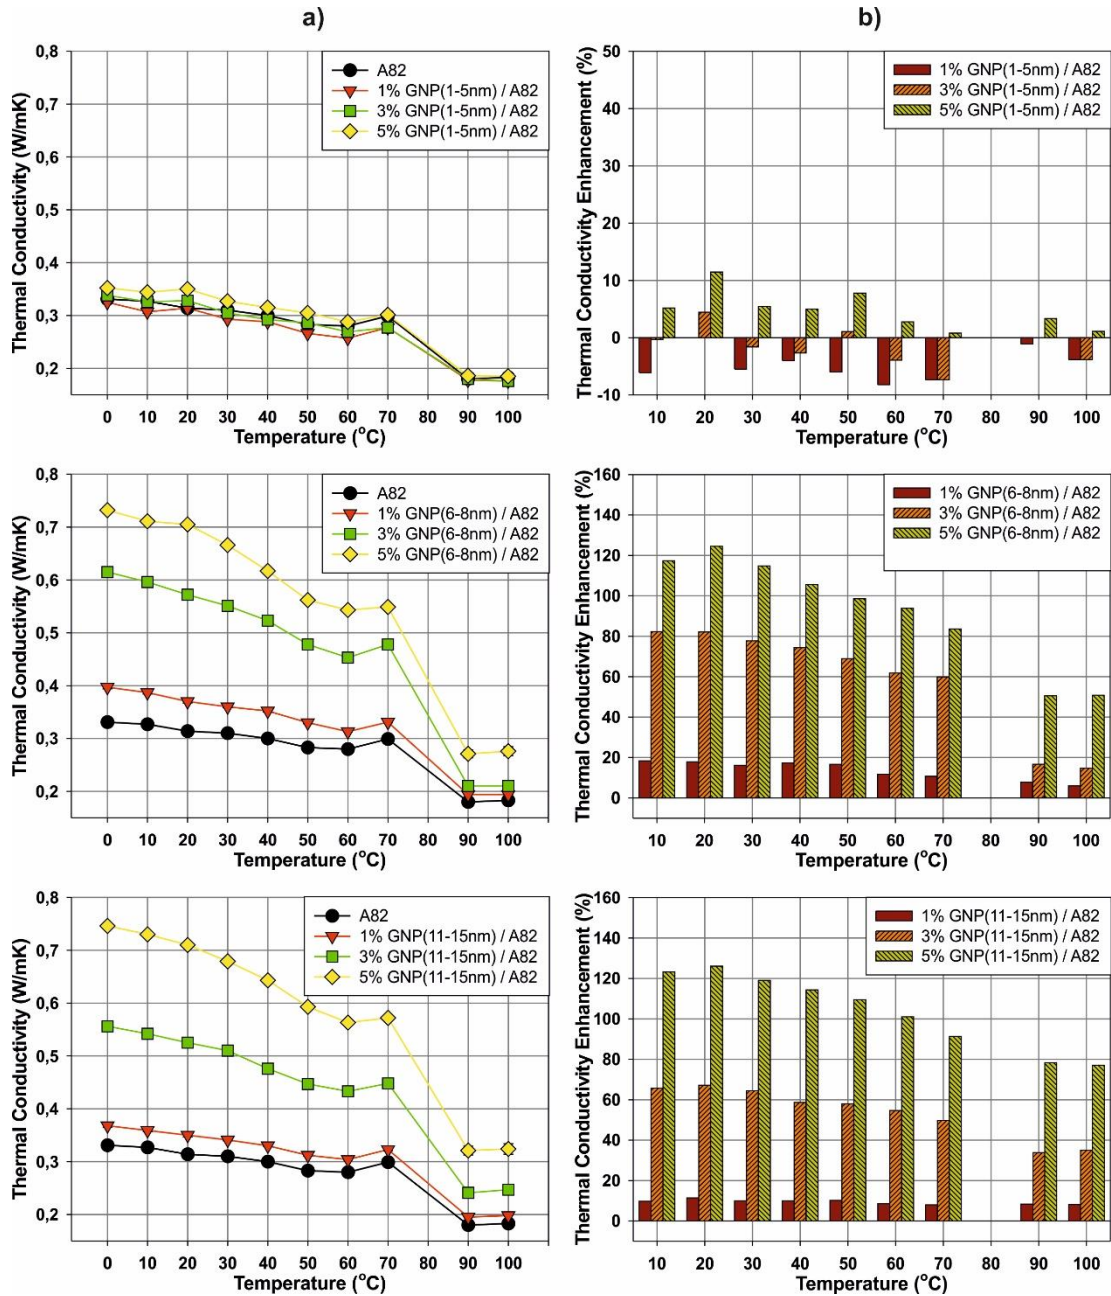 a)
b)
Thermal Conductivity (W/mK)
0,8
0,7
0,6
0,5
0,4
0,3
0,2
A82
1% GNP(1-5nm) / A82
3% GNP(1-5nm) / A82
5% GNP(1-5nm) / A82
0 10 20 30 40 50 60 70 80 90 100
Temperature (°C)
Thermal Conductivity Enhancement (%)
50
40
30
20
10
0
-10
1% GNP(1-5nm) / A82
3% GNP(1-5nm) / A82
5% GNP(1-5nm) / A82
10 20 30 40 50 60 70 80 90 100
Temperature (°C)
Thermal Conductivity (W/mK)
0,8
0,7
0,6
0,5
0,4
0,3
0,2
A82
1% GNP(6-8nm) / A82
3% GNP(6-8nm) / A82
5% GNP(6-8nm) / A82
0 10 20 30 40 50 60 70 80 90 100
Temperature (°C)
Thermal Conductivity Enhancement (%)
160
140
120
100
80
60
40
20
0
1% GNP(6-8nm) / A82
3% GNP(6-8nm) / A82
5% GNP(6-8nm) / A82
10 20 30 40 50 60 70 80 90 100
Temperature (°C)
Thermal Conductivity (W/mK)
0,8
0,7
0,6
0,5
0,4
0,3
0,2
A82
1% GNP(11-15nm) / A82
3% GNP(11-15nm) / A82
5% GNP(11-15nm) / A82
0 10 20 30 40 50 60 70 80 90 100
Temperature (°C)
Thermal Conductivity Enhancement (%)
160
140
120
100
80
60
40
20
0
1% GNP(11-15nm) / A82
3% GNP(11-15nm) / A82
5% GNP(11-15nm) / A82
10 20 30 40 50 60 70 80 90 100
Temperature (°C)